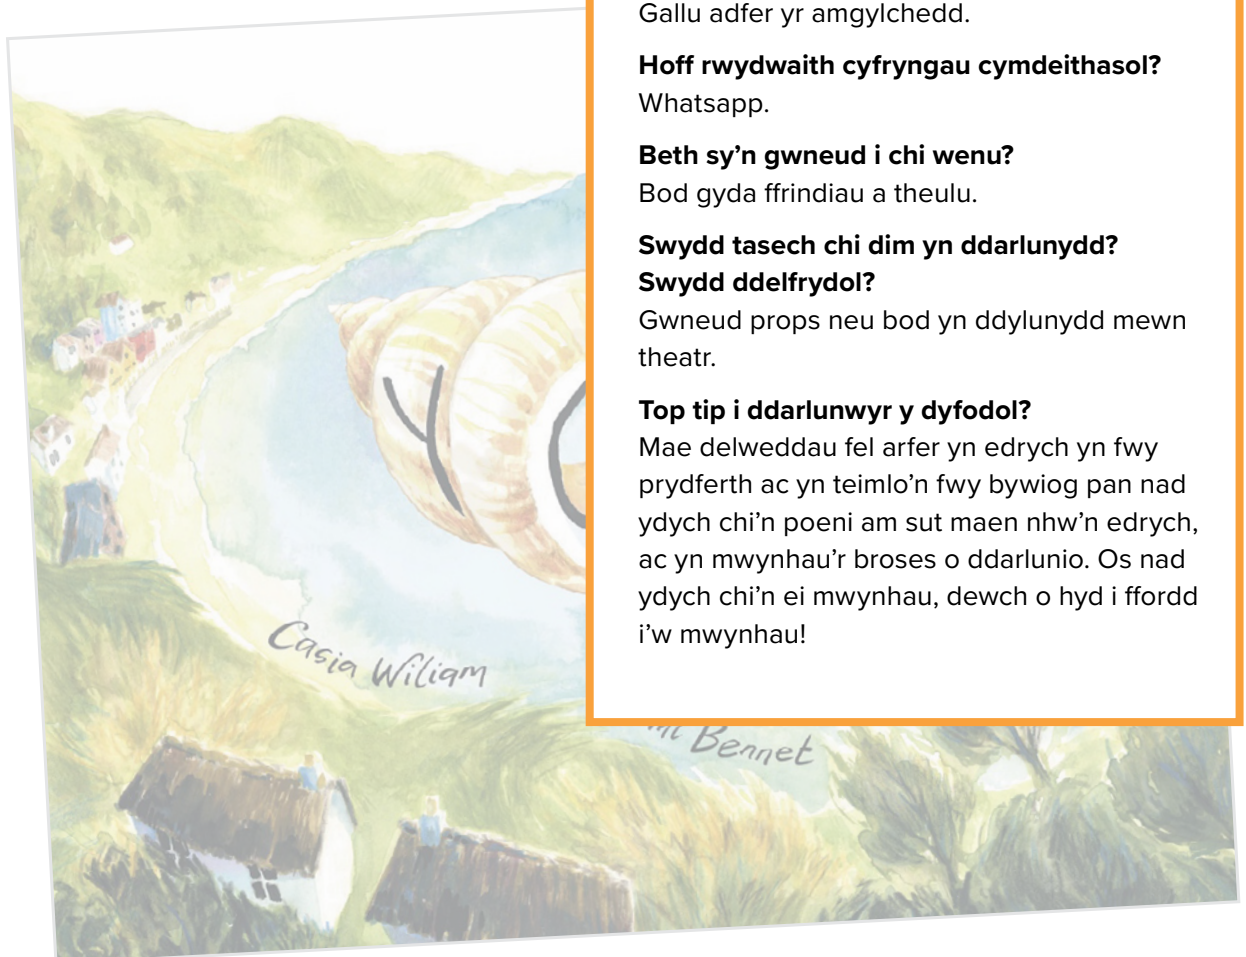 Gallu adfer yr amgylchedd.
Hoff rwydwaith cyfryngau cymdeithasol?
Whatsapp.
Beth sy’n gwneud i chi wenu?
Bod gyda ffrindiau a theulu.
Swydd tasech chi dim yn ddarlunydd?
Swydd ddelfrydol?
Gwneud props neu bod yn ddylunydd mewn
theatr.
Top tip i ddarlunwyr y dyfodol?
Mae delweddau fel arfer yn edrych yn fwy
prydferth ac yn teimlo’n fwy bywiog pan nad
ydych chi’n poeni am sut maen nhw’n edrych,
ac yn mwynhau’r broses o ddarlunio. Os nad
ydych chi’n ei mwynhau, dewch o hyd i ffordd
i’w mwynhau!
Y
Casia Wiliam
Bennet